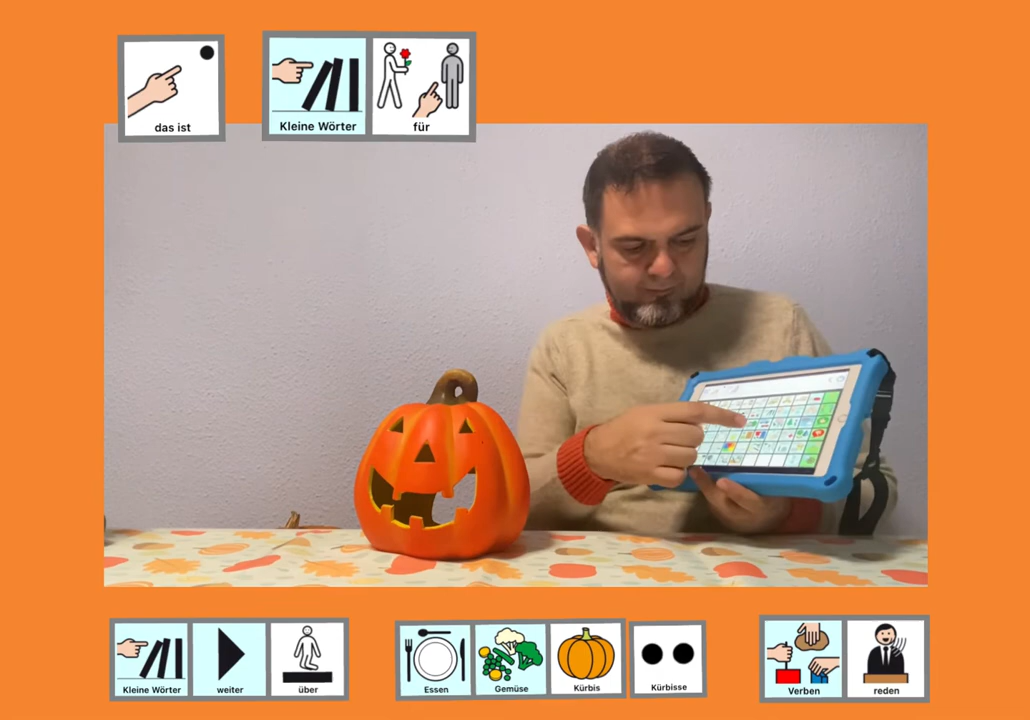 das ist
Kleine Wörter
für
Kleine Wörter
weiter
über
Essen
Gemüse
Kürbis
Kürbisse
Verben
reden